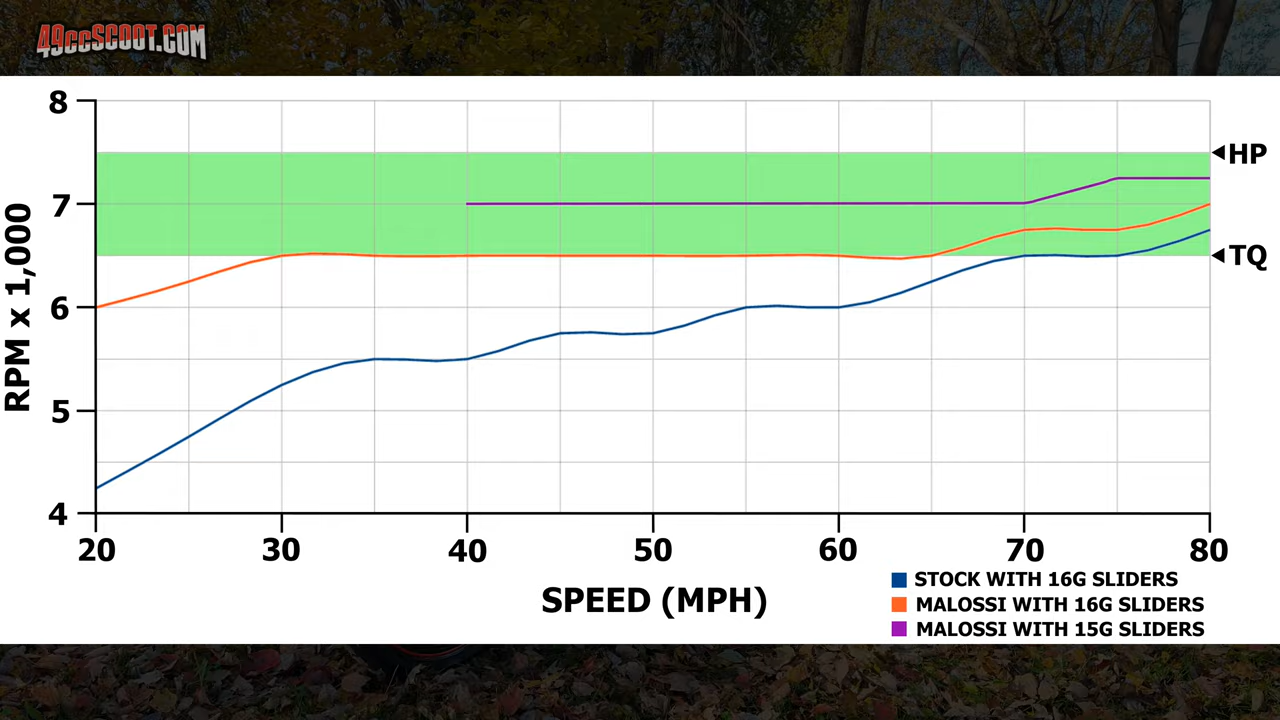 49ccScoot.com
8
HP
7
TQ
6
5
4
RPM x 1,000
20 30 40 50 60 70 80
SPEED (MPH)
STOCK WITH 16G SLIDERS
MALOSSI WITH 16G SLIDERS
MALOSSI WITH 15G SLIDERS